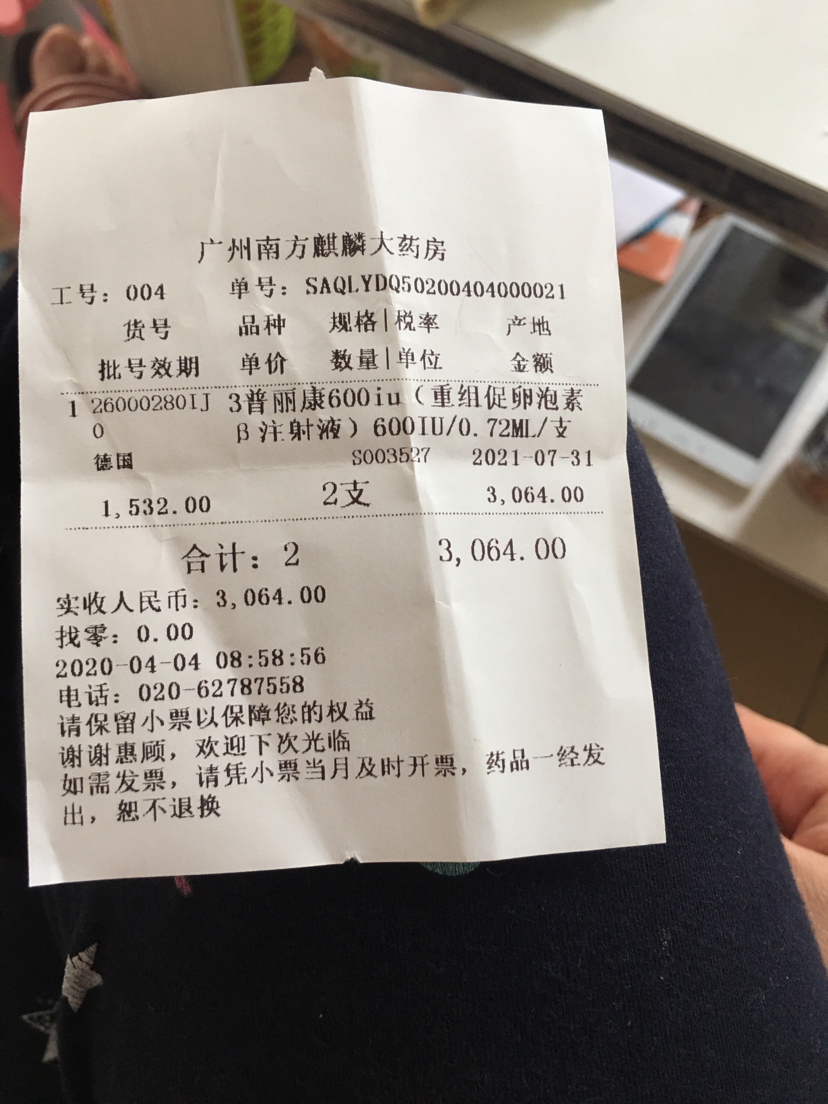 广州南方麒麟大药房
工号：004 单号：SAQLYDQ50200404000021
货号 品种 规格|税率 产地
批号效期 单价 数量|单位 金额
1 26000280IJ 3普丽康600iu（重组促卵泡素
0 β注射液）600IU/0.72ML/支
德国 S003527 2021-07-31
1,532.00 2支 3,064.00
合计：2 3,064.00
实收人民币：3,064.00
找零：0.00
2020-04-04 08:58:56
电话：020-62787558
请保留小票以保障您的权益
谢谢惠顾，欢迎下次光临
如需发票，请凭小票当月及时开票，药品一经发
出，恕不退换